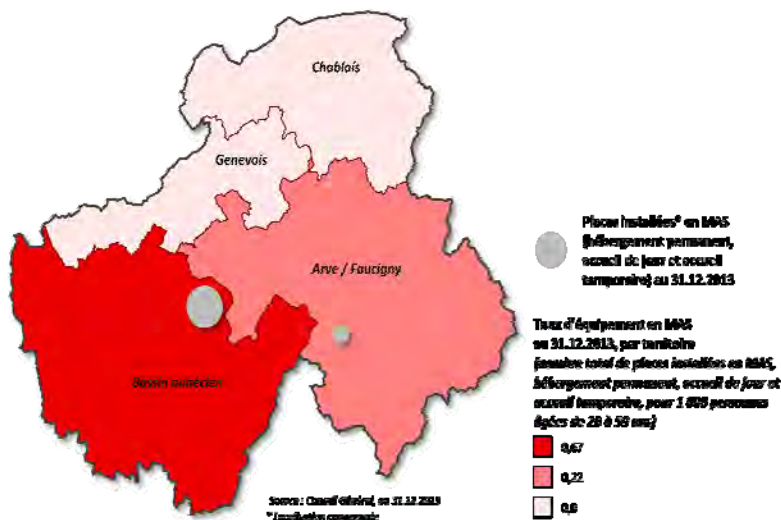 Chablais
Genevois
Arve / Faucigny
Bassin annécien
Places installées* en MAS
(hébergement permanent,
accueil de jour et accueil
temporaire) au 31.12.2013
Taux d'équipement en MAS
au 31.12.2013, par territoire
(nombre total de places installées en MAS,
hébergement permanent, accueil de jour et
accueil temporaire, pour 1 000 personnes
âgées de 20 à 59 ans)
0,67
0,22
0,0
Source : Conseil Général, au 31.12.2013
* Localisation communale